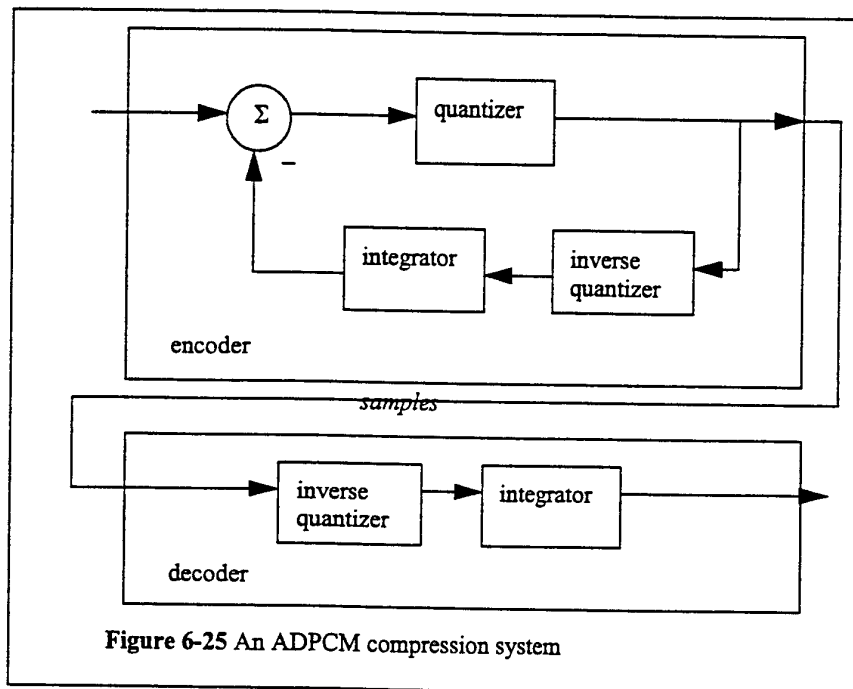 Σ
quantizer
−
integrator
inverse
quantizer
encoder
samples
inverse
quantizer
integrator
decoder
Figure 6-25 An ADPCM compression system